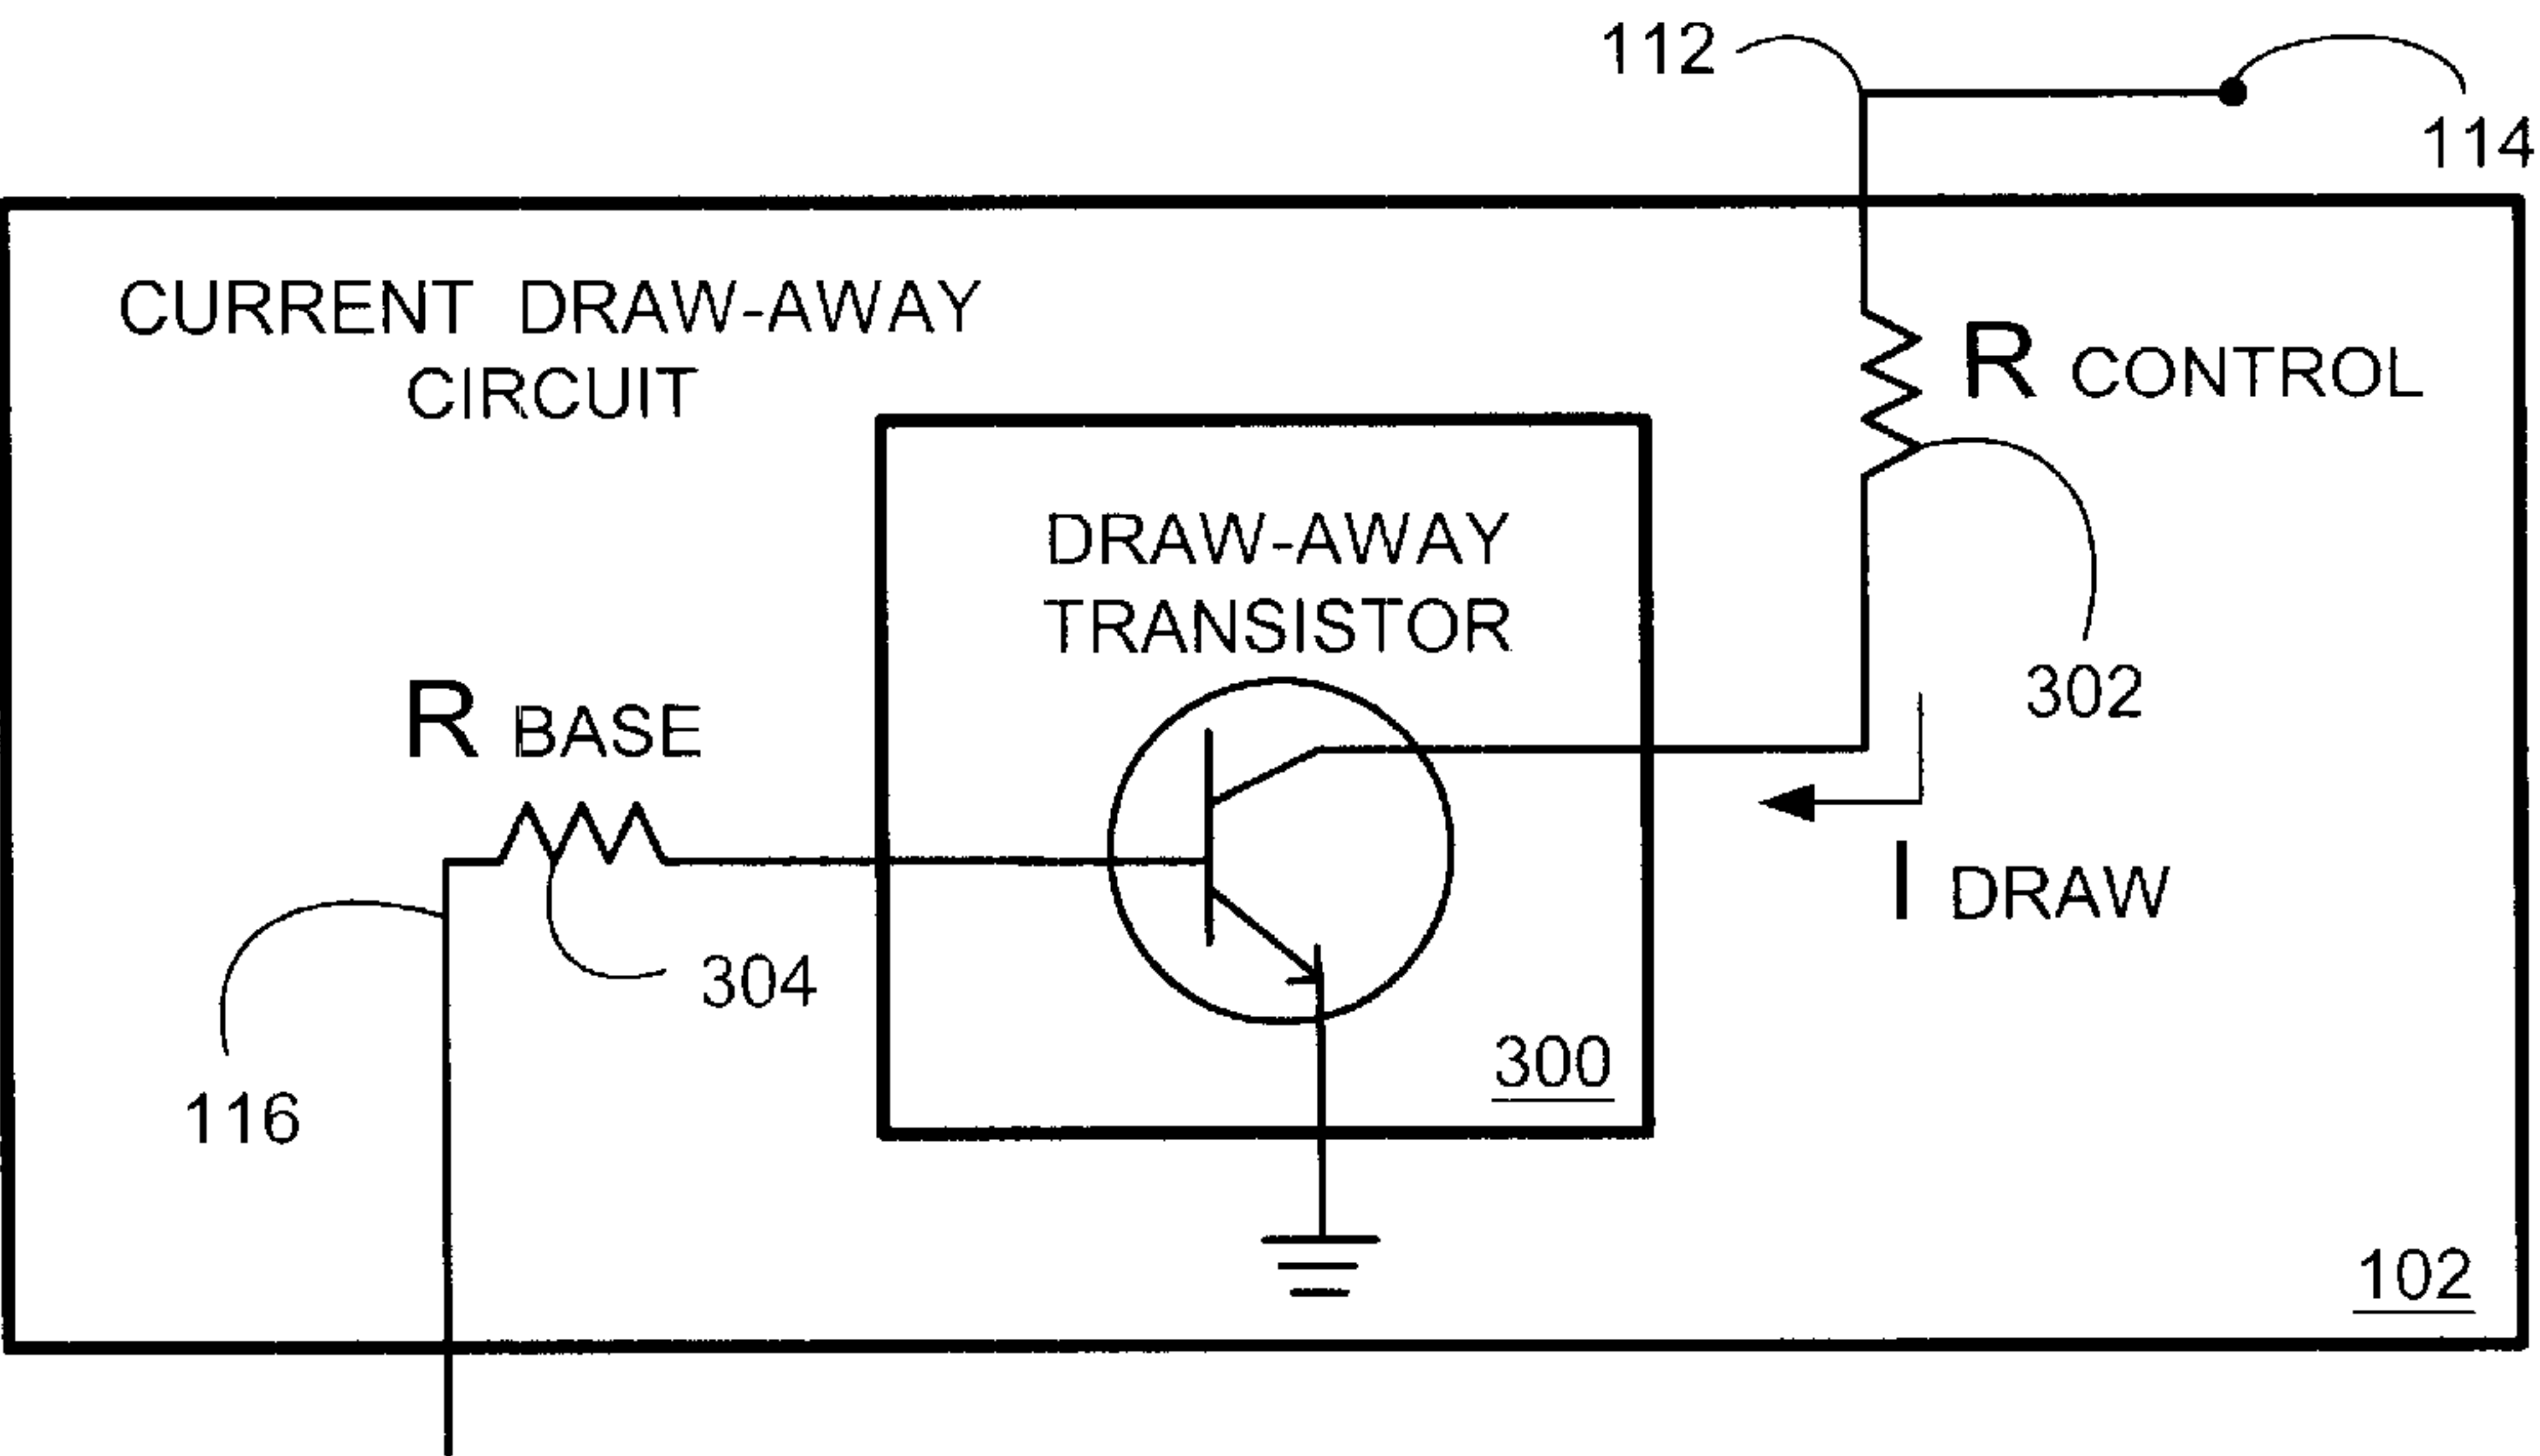 112
114
CURRENT DRAW-AWAY
CIRCUIT
R CONTROL
DRAW-AWAY
TRANSISTOR
302
R BASE
I DRAW
304
300
116
102